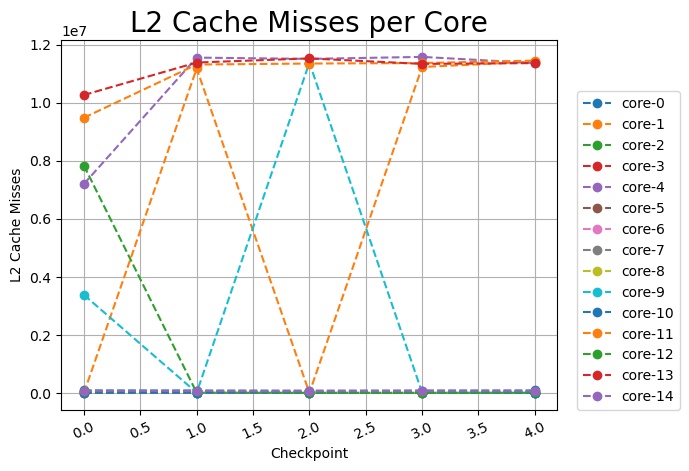 L2 Cache Misses per Core
1e7
1.2
1.0
0.8
0.6
0.4
0.2
0.0
L2 Cache Misses
0.0 0.5 1.0 1.5 2.0 2.5 3.0 3.5 4.0
Checkpoint
core-0
core-1
core-2
core-3
core-4
core-5
core-6
core-7
core-8
core-9
core-10
core-11
core-12
core-13
core-14